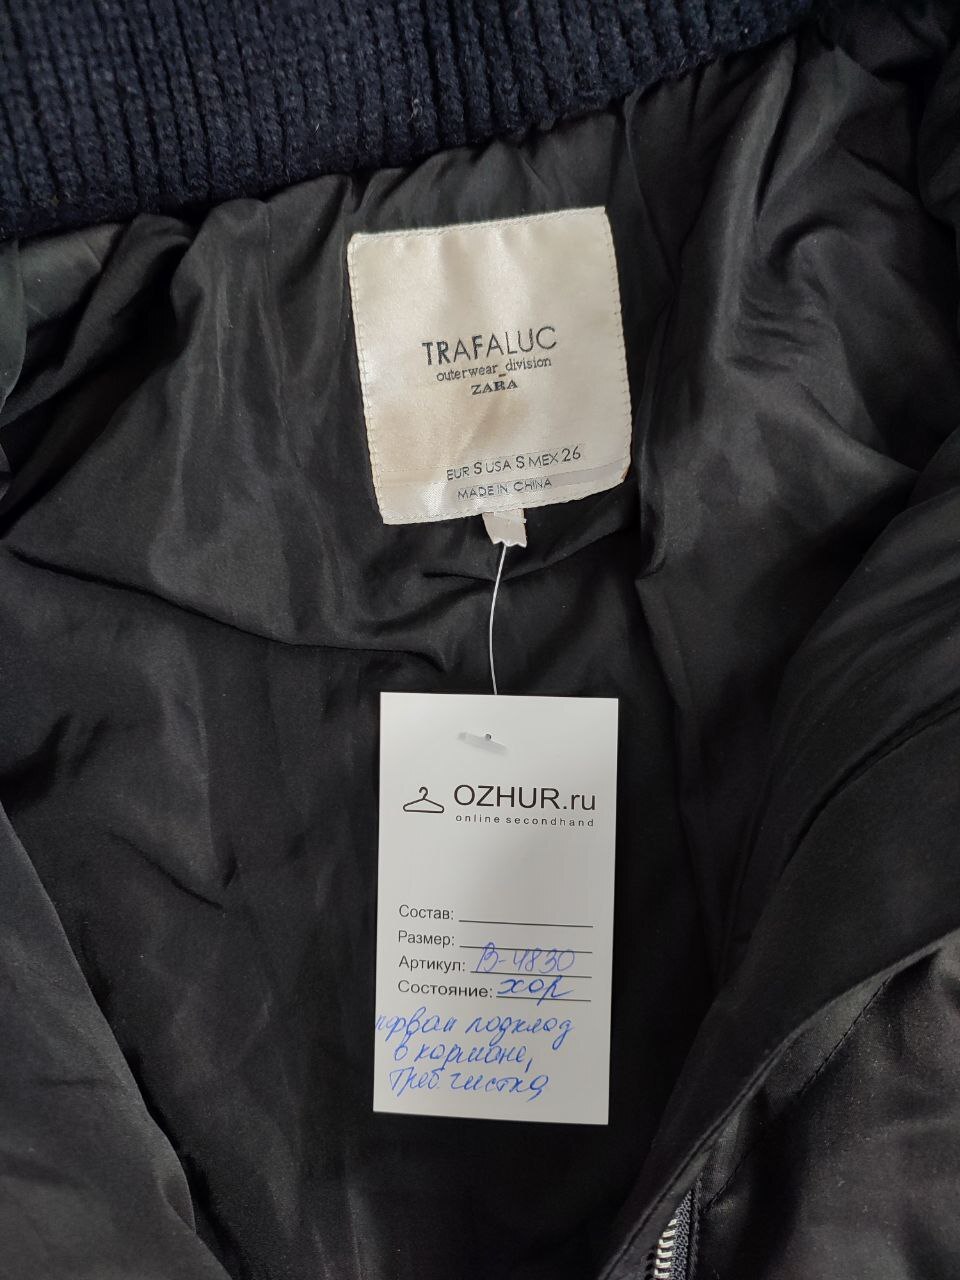 TRAFALUC
outerwear_division
ZARA
EUR S USA S MEX 26
MADE IN CHINA
OZHUR.ru
online secondhand
Состав:
Размер:
Артикул: В-4830
Состояние: хор
порван подклад
в кармане,
треб. чистка